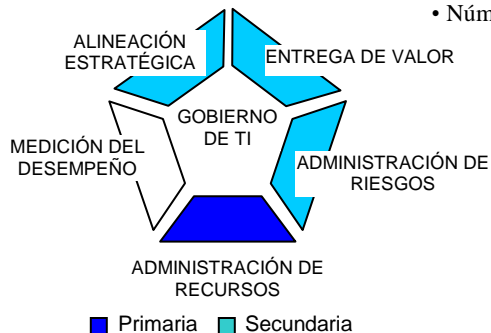 • Núm
ALINEACIÓN
ESTRATÉGICA
ENTREGA DE VALOR
GOBIERNO
DE TI
MEDICIÓN DEL
DESEMPEÑO
ADMINISTRACIÓN DE
RIESGOS
ADMINISTRACIÓN DE
RECURSOS
Primaria Secundaria